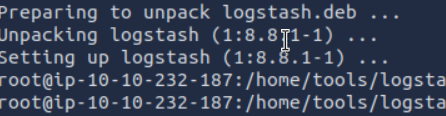 Preparing to unpack logstash.deb ...
Unpacking logstash (1:8.8.1-1) ...
Setting up logstash (1:8.8.1-1) ...
root@ip-10-10-232-187:/home/tools/logsta
root@ip-10-10-232-187:/home/tools/logsta